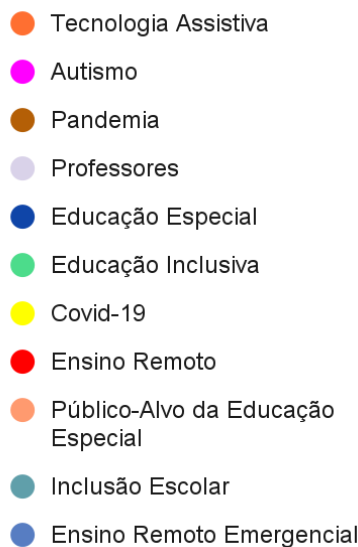 Tecnologia Assistiva
Autismo
Pandemia
Professores
Educação Especial
Educação Inclusiva
Covid-19
Ensino Remoto
Público-Alvo da Educação
Especial
Inclusão Escolar
Ensino Remoto Emergencial